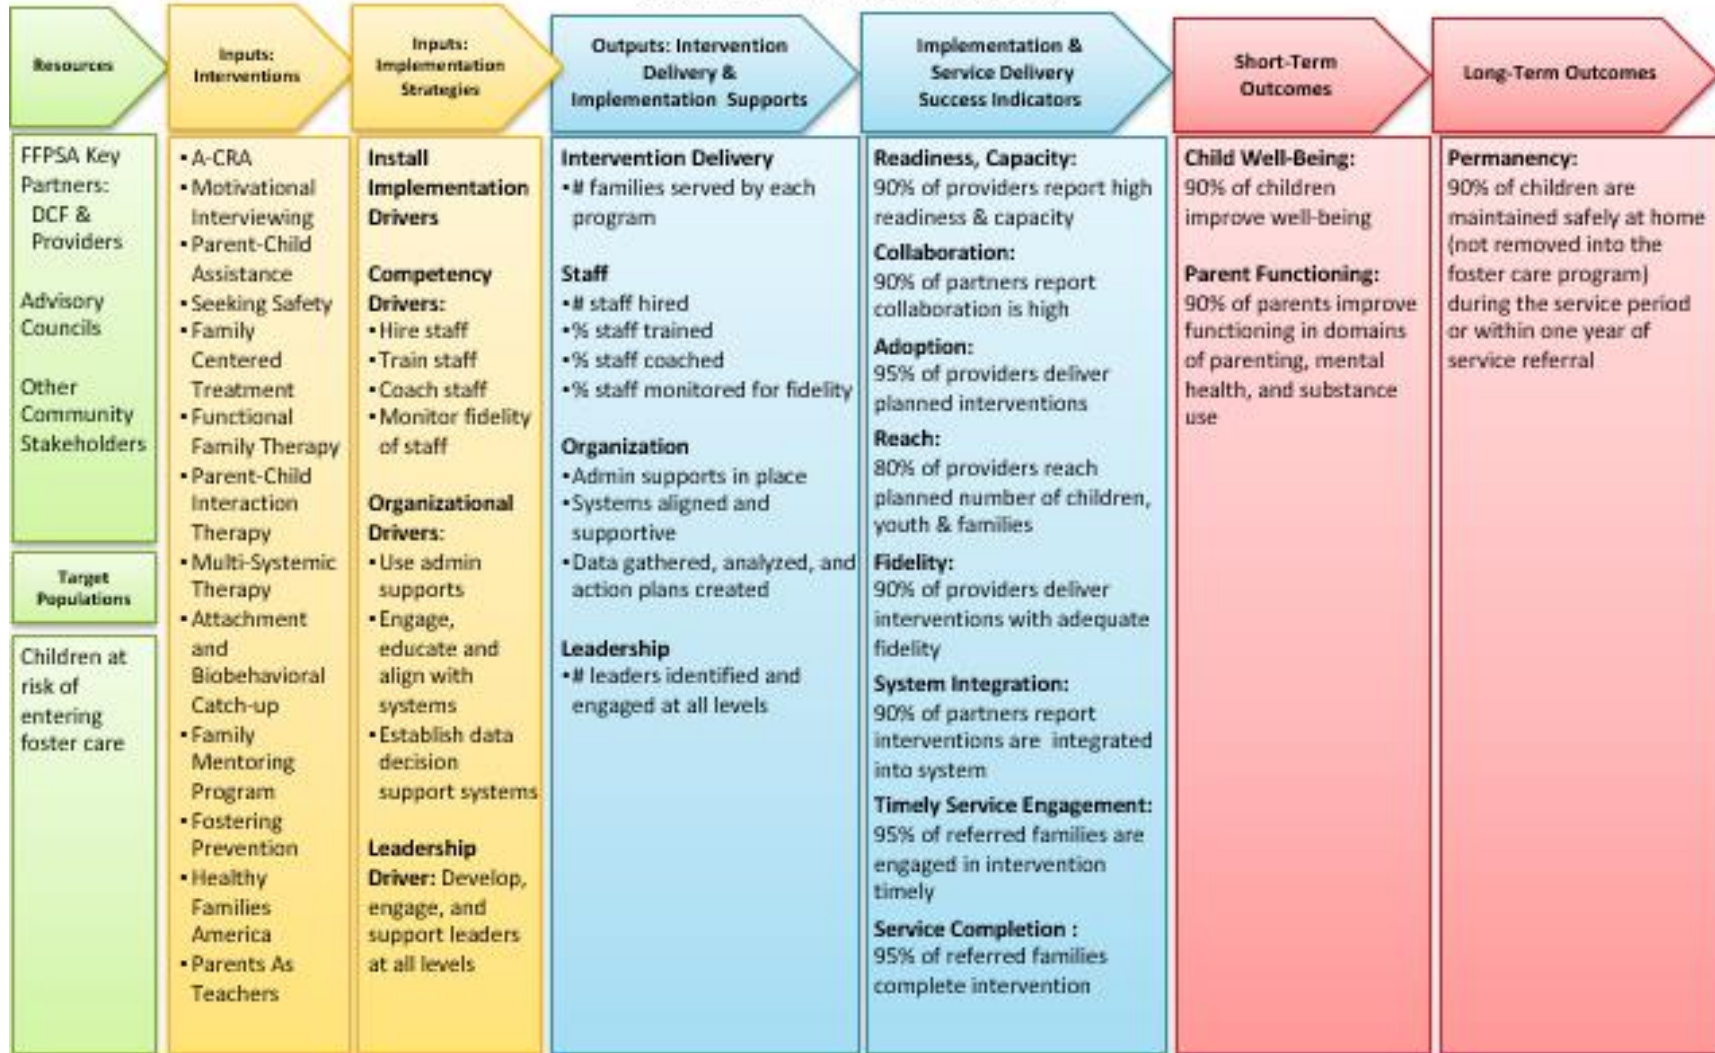 Resources
FFPSA Key
Partners:
DCF &
Providers
Advisory
Councils
Other
Community
Stakeholders
Target
Populations
Children at
risk of
entering
foster care
Inputs:
Interventions
▪ A-CRA
▪ Motivational
Interviewing
▪ Parent-Child
Assistance
▪ Seeking Safety
▪ Family
Centered
Treatment
▪ Functional
Family Therapy
▪ Parent-Child
Interaction
Therapy
▪ Multi-Systemic
Therapy
▪ Attachment
and
Biobehavioral
Catch-up
▪ Family
Mentoring
Program
▪ Fostering
Prevention
▪ Healthy
Families
America
▪ Parents As
Teachers
Inputs:
Implementation
Strategies
Install
Implementation
Drivers
Competency
Drivers:
▪ Hire staff
▪ Train staff
▪ Coach staff
▪ Monitor fidelity
of staff
Organizational
Drivers:
▪ Use admin
supports
▪ Engage,
educate and
align with
systems
▪ Establish data
decision
support systems
Leadership
Driver: Develop,
engage, and
support leaders
at all levels
Outputs: Intervention
Delivery &
Implementation Supports
Intervention Delivery
▪ # families served by each
program
Staff
▪ # staff hired
▪ % staff trained
▪ % staff coached
▪ % staff monitored for fidelity
Organization
▪ Admin supports in place
▪ Systems aligned and
supportive
▪ Data gathered, analyzed, and
action plans created
Leadership
▪ # leaders identified and
engaged at all levels
Implementation &
Service Delivery
Success Indicators
Readiness, Capacity:
90% of providers report high
readiness & capacity
Collaboration:
90% of partners report
collaboration is high
Adoption:
95% of providers deliver
planned interventions
Reach:
80% of providers reach
planned number of children,
youth & families
Fidelity:
90% of providers deliver
interventions with adequate
fidelity
System Integration:
90% of partners report
interventions are integrated
into system
Timely Service Engagement:
95% of referred families are
engaged in intervention
timely
Service Completion :
95% of referred families
complete intervention
Short-Term
Outcomes
Child Well-Being:
90% of children
improve well-being
Parent Functioning:
90% of parents improve
functioning in domains
of parenting, mental
health, and substance
use
Long-Term Outcomes
Permanency:
90% of children are
maintained safely at home
(not removed into the
foster care program)
during the service period
or within one year of
service referral